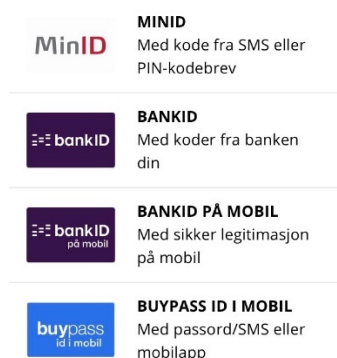 MinID
MINID
Med kode fra SMS eller
PIN-kodebrev
bankID
BANKID
Med koder fra banken
din
bankID
på mobil
BANKID PÅ MOBIL
Med sikker legitimasjon
på mobil
buypass
id i mobil
BUYPASS ID I MOBIL
Med passord/SMS eller
mobilapp